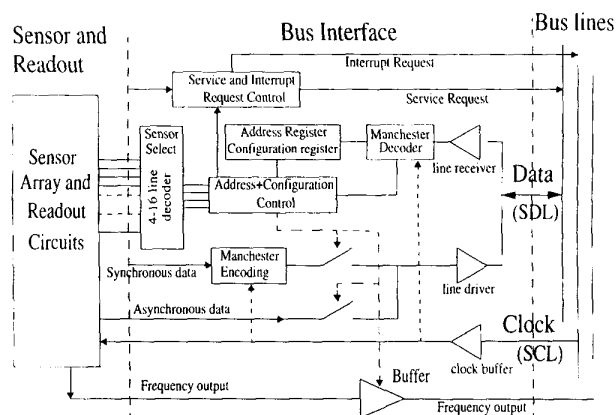 Sensor and
Readout
Bus Interface
Bus lines
Interrupt Request
Service and Interrupt
Request Control
Service Request
Sensor
Select
4-16 line
decoder
Address Register
Configuration register
Manchester
Decoder
line receiver
Sensor
Array and
Readout
Circuits
Address+Configuration
Control
Data
(SDL)
Manchester
Encoding
Synchronous data
line driver
Asynchronous data
Clock
(SCL)
clock buffer
Buffer
Frequency output
Frequency output